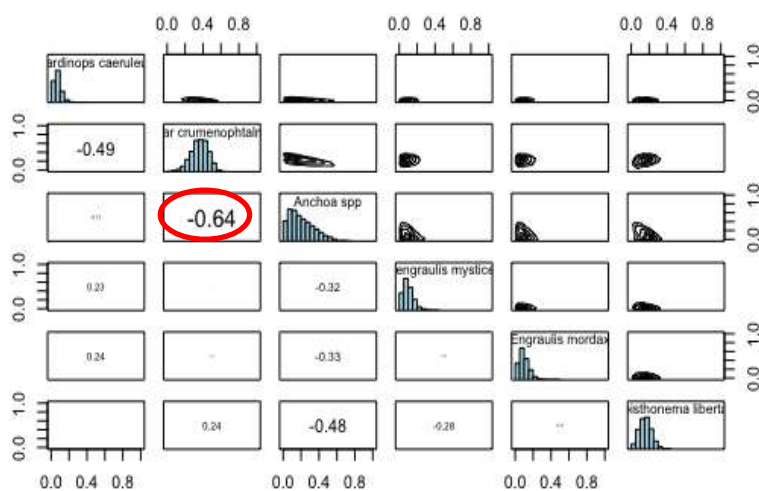 0.0 0.4 0.8 0.0 0.4 0.8 0.0 0.4 0.8
ardinops caerule
0.0 1.0
0.0 1.0
-0.49
ar crumenophtaln
-0.64
Anchoa spp
0.0 1.0
0.0 1.0
0.23
-0.32
engraulis mystice
0.24
-0.33
Engraulis mordax
0.0 1.0
0.0 1.0
0.24
-0.48
-0.28
isthonema liberta
0.0 0.4 0.8 0.0 0.4 0.8 0.0 0.4 0.8